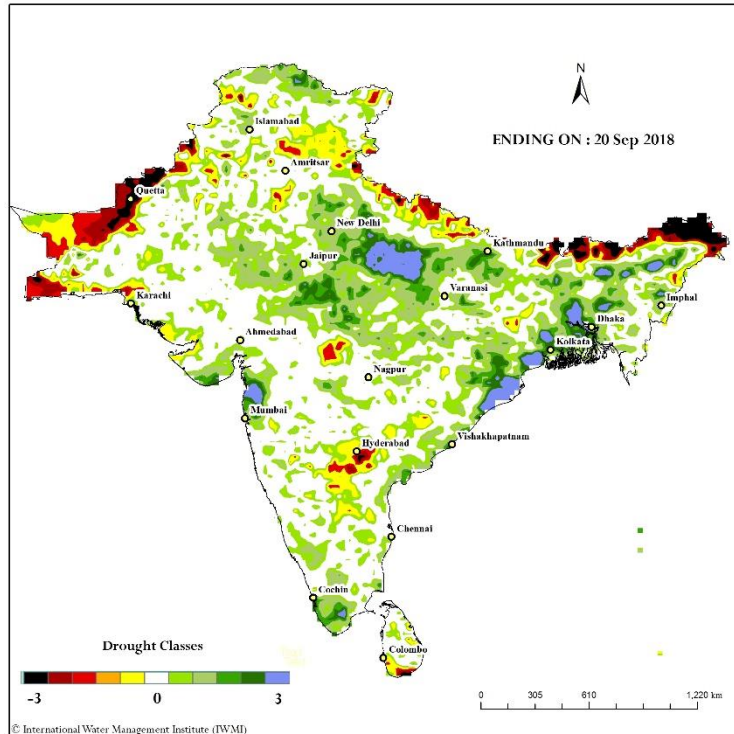 N
ENDING ON : 20 Sep 2018
Islamabad
Amritsar
Quetta
New Delhi
Kathmandu
Jaipur
Varanasi
Imphal
Karachi
Dhaka
Ahmedabad
Kolkata
Nagpur
Mumbai
Hyderabad
Vishakhapatnam
Chennai
Cochin
Colombo
Drought Classes
-3 0 3
0 305 610 1,220 km
© International Water Management Institute (IWMI)